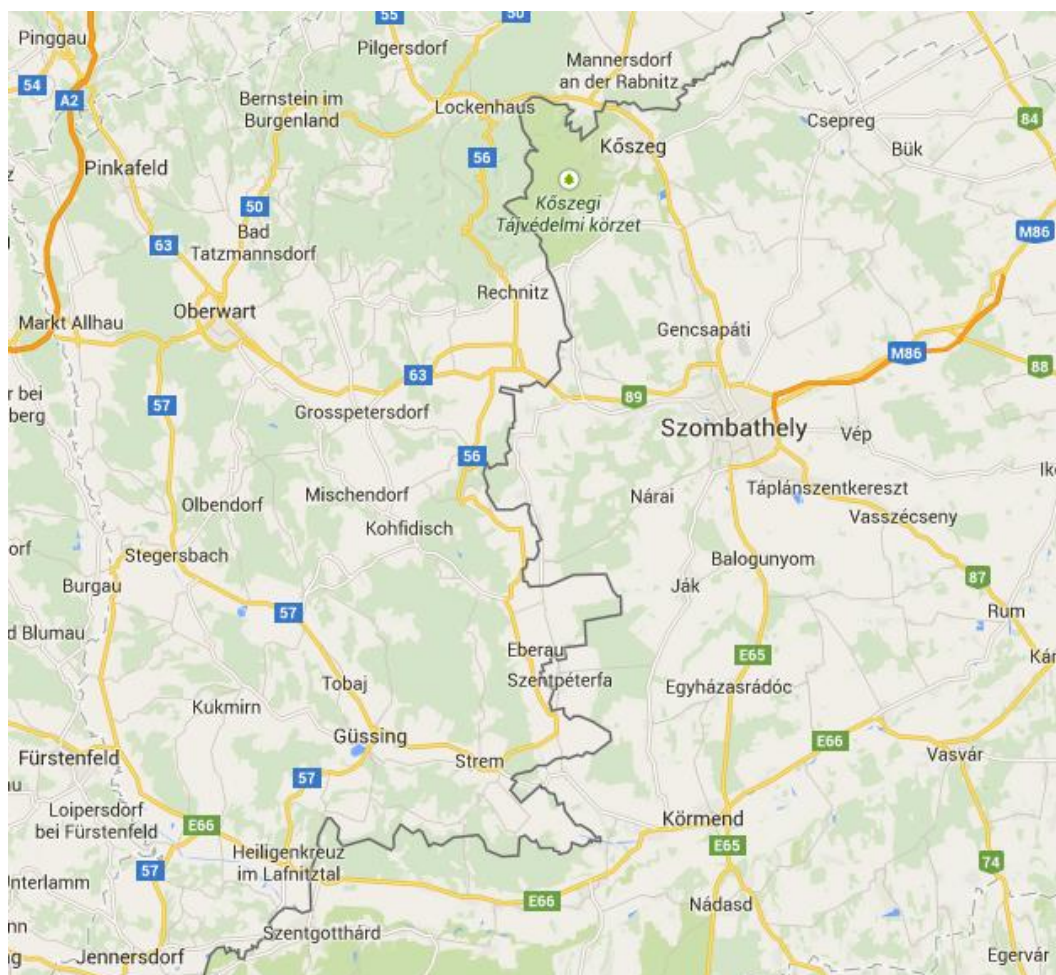 55
50
Pinggau
Pilgersdorf
Mannersdorf
an der Rabnitz
54
A2
Bernstein im
Burgenland
Lockenhaus
Csepreg
84
Kőszeg
Bük
56
Pinkafeld
Kőszegi
Tájvédelmi körzet
50
Bad
Tatzmannsdorf
63
M86
Rechnitz
Oberwart
Markt Allhau
Gencsapáti
M86
88
63
89
57
Grosspetersdorf
Szombathely
Vép
56
Nárai
Táplánszentkereszt
Mischendorf
Olbendorf
Kohfidisch
Vasszécseny
Stegersbach
Balogunyom
Burgau
Ják
87
57
Rum
d Blumau
Eberau
E65
Szentpéterfa
Tobaj
Egyházasrádóc
Kukmirn
Güssing
E66
Fürstenfeld
Strem
Vasvár
57
Loipersdorf
bei Fürstenfeld
E66
Körmend
E65
Heiligenkreuz
im Lafnitztal
57
74
E66
Nádasd
Szentgotthárd
Jennersdorf
Egervár